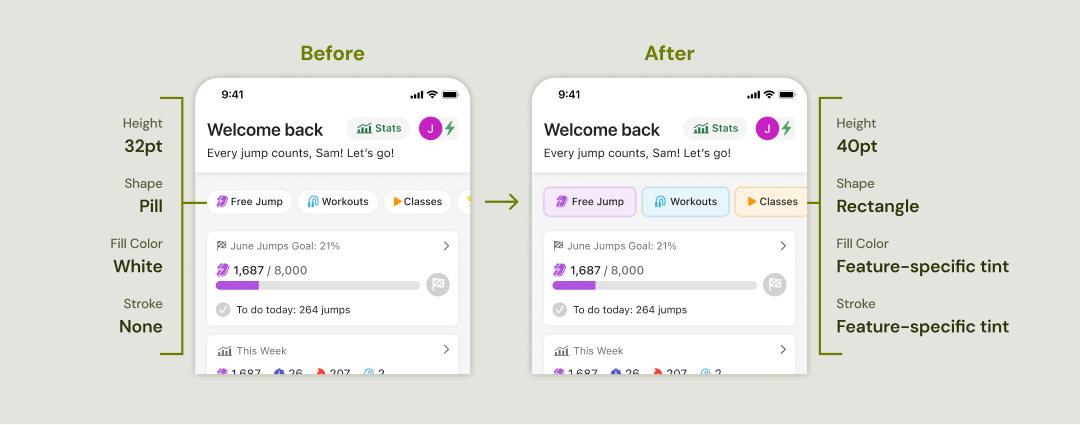 Before
After
Height
32pt
Shape
Pill
Fill Color
White
Stroke
None
9:41
Welcome back
Stats
J
Every jump counts, Sam! Let's go!
Free Jump
Workouts
Classes
June Jumps Goal: 21%
1,687 / 8,000
To do today: 264 jumps
This Week
1,687 26 207 2
9:41
Welcome back
Stats
J
Every jump counts, Sam! Let's go!
Free Jump
Workouts
Classes
June Jumps Goal: 21%
1,687 / 8,000
To do today: 264 jumps
This Week
1,687 26 207 2
Height
40pt
Shape
Rectangle
Fill Color
Feature-specific tint
Stroke
Feature-specific tint